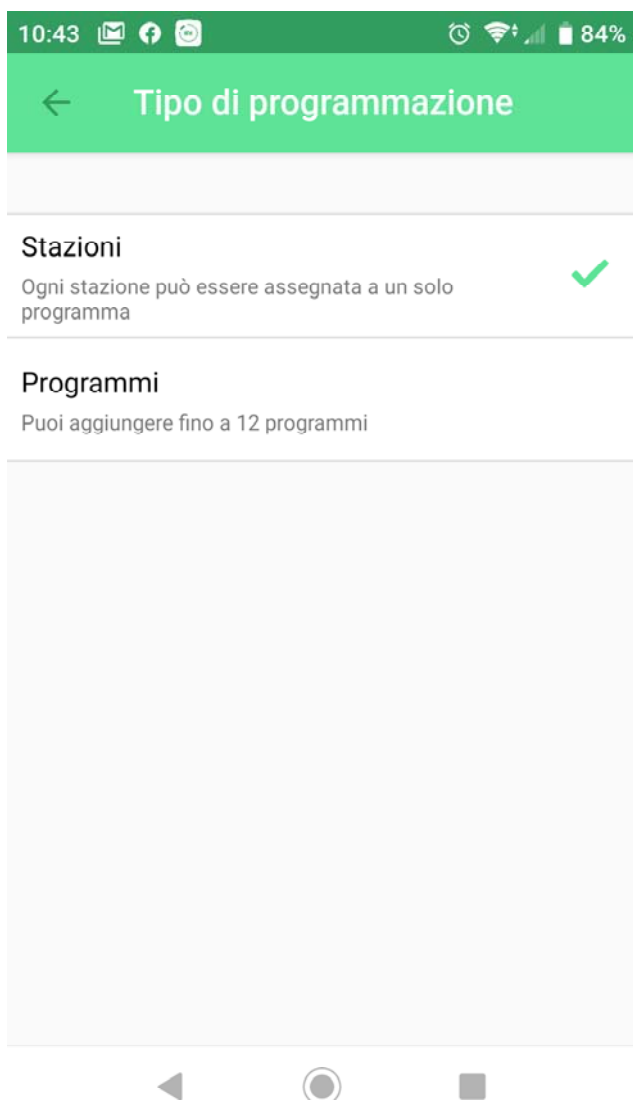 10:43 84%
Tipo di programmazione
Stazioni
Ogni stazione può essere assegnata a un solo
programma
Programmi
Puoi aggiungere fino a 12 programmi